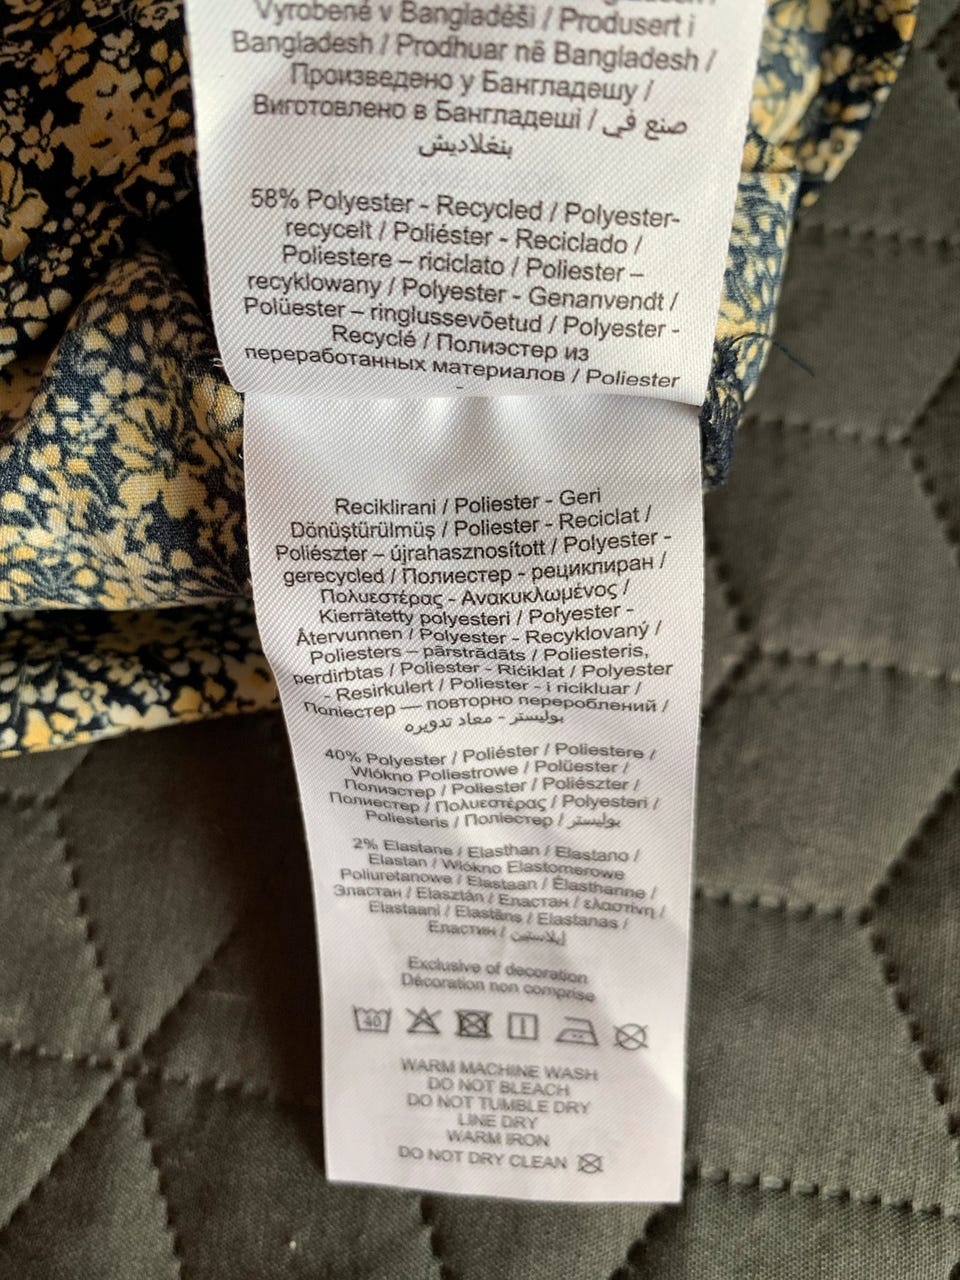 Vyrobené v Bangladéši / Produsert i
Bangladesh / Prodhuar në Bangladesh /
Произведено у Бангладешу /
Виготовлено в Бангладеші / صنع في
بنغلاديش
58% Polyester - Recycled / Polyester-
recycelt / Poliéster - Reciclado /
Poliestere – riciclato / Poliester –
recyklowany / Polyester - Genanvendt /
Polüester – ringlussevõetud / Polyester -
Recyclé / Полиэстер из
переработанных материалов / Poliester
-
Reciklirani / Poliester - Geri
Dönüştürülmüş / Poliester - Reciclat /
Poliészter – újrahasznosított / Polyester -
gerecycled / Полиестер - рециклиран /
Πολυεστέρας - Ανακυκλωμένος /
Kierrätetty polyesteri / Polyester -
Återvunnen / Polyester - Recyklovaný /
Poliesters – pārstrādāts / Poliesteris,
perdirbtas / Poliester - Riċiklat / Polyester
- Resirkulert / Poliester - i ricikluar /
Поліестер — повторно перероблений /
بوليستر - معاد تدويره
40% Polyester / Poliéster / Poliestere /
Włókno Poliestrowe / Polüester /
Полиэстер / Poliester / Poliészter /
Полиестер / Πολυεστέρας / Polyesteri /
Poliesteris / Поліестер / بوليستر
2% Elastane / Elasthan / Elastano /
Elastan / Włókno Elastomerowe
Poliuretanowe / Elastaan / Élasthanne /
Эластан / Elasztán / Еластан / ελαστίνη /
Elastaani / Elastāns / Elastanas /
Еластин / إيلاستين
Exclusive of decoration
Décoration non comprise
40
WARM MACHINE WASH
DO NOT BLEACH
DO NOT TUMBLE DRY
LINE DRY
WARM IRON
DO NOT DRY CLEAN